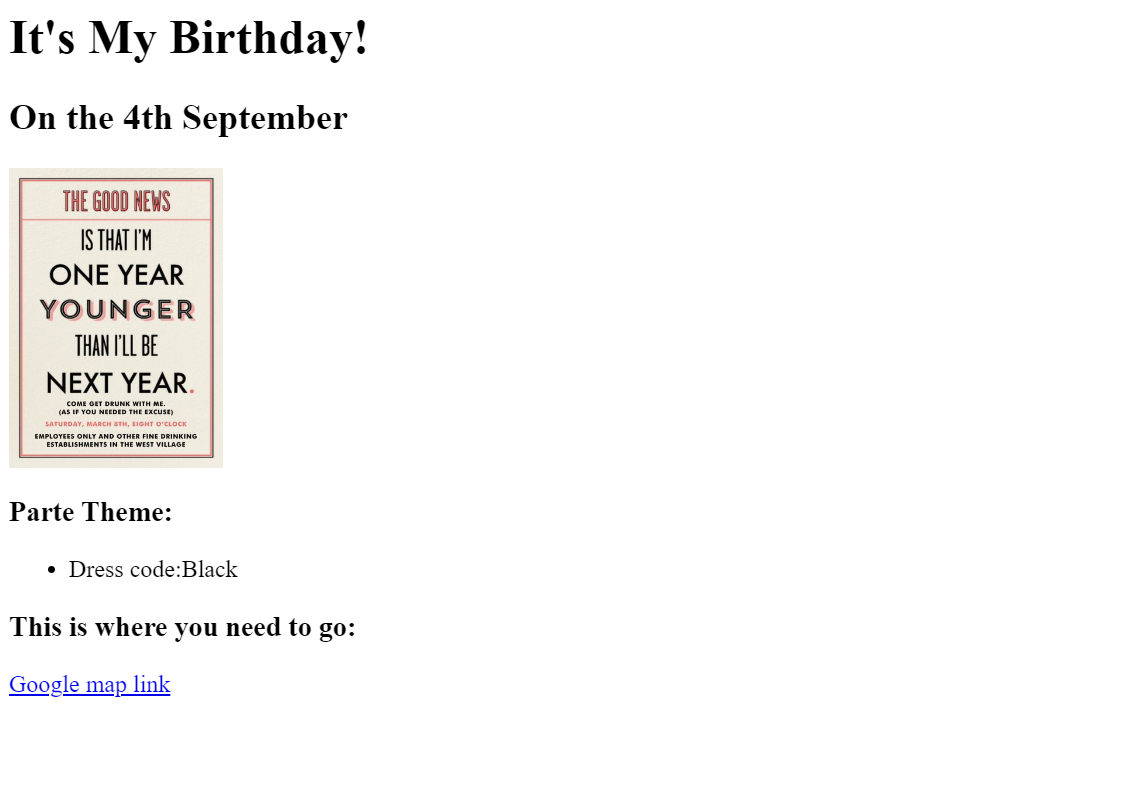 It's My Birthday!
On the 4th September
THE GOOD NEWS
IS THAT I'M
ONE YEAR
YOUNGER
THAN I'LL BE
NEXT YEAR.
COME GET DRUNK WITH ME.
(AS IF YOU NEEDED THE EXCUSE)
SATURDAY, MARCH 8TH, EIGHT O'CLOCK
EMPLOYEES ONLY AND OTHER FINE DRINKING
ESTABLISHMENTS IN THE WEST VILLAGE
Parte Theme:
Dress code:Black
This is where you need to go:
Google map link